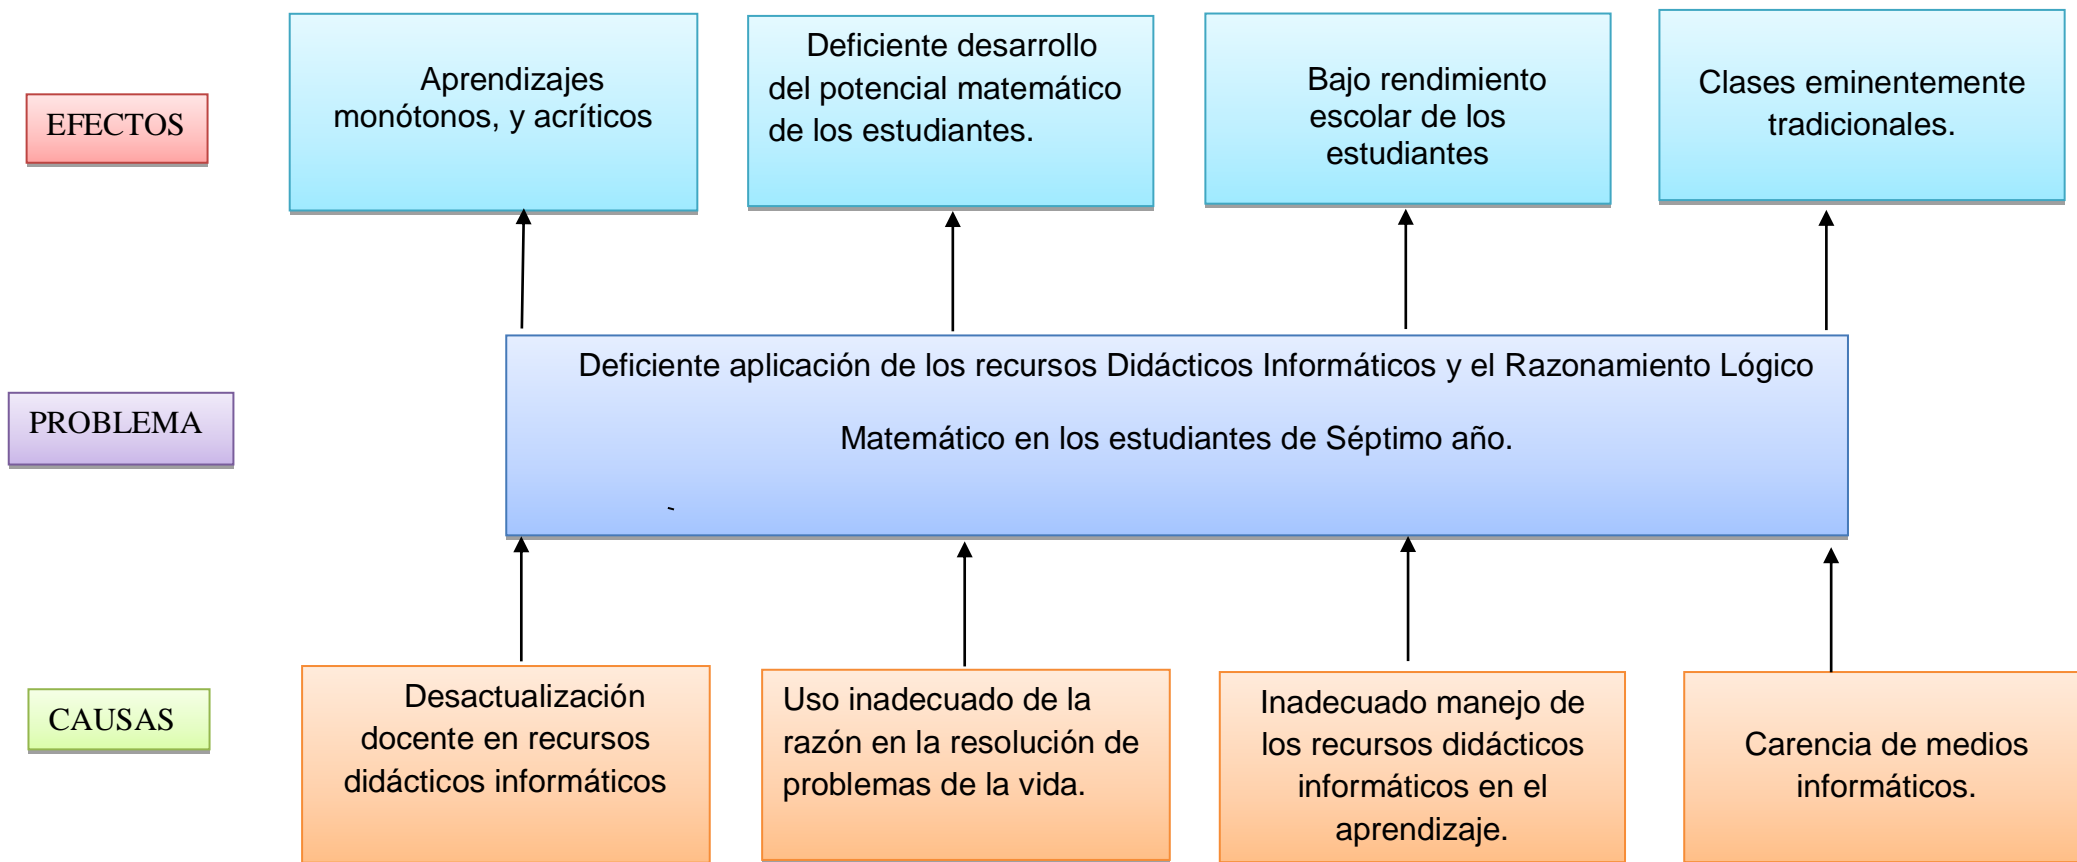 EFECTOS
Aprendizajes
monótonos, y acríticos
Deficiente desarrollo
del potencial matemático
de los estudiantes.
Bajo rendimiento
escolar de los
estudiantes
Clases eminentemente
tradicionales.
PROBLEMA
Deficiente aplicación de los recursos Didácticos Informáticos y el Razonamiento Lógico
Matemático en los estudiantes de Séptimo año.
-
CAUSAS
Desactualización
docente en recursos
didácticos informáticos
Uso inadecuado de la
razón en la resolución de
problemas de la vida.
Inadecuado manejo de
los recursos didácticos
informáticos en el
aprendizaje.
Carencia de medios
informáticos.